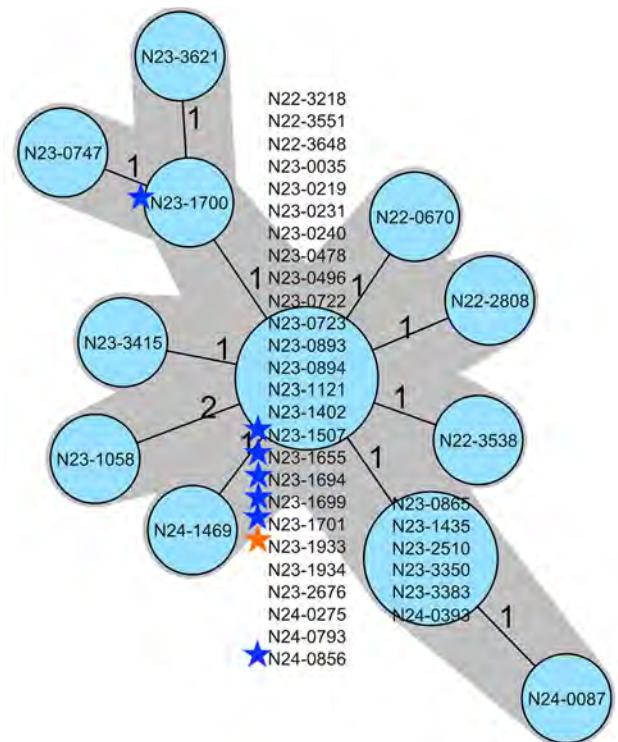 N23-3621
1
N23-0747
1
N23-1700
N22-3218
N22-3551
N22-3648
N23-0035
N23-0219
N23-0231
N23-0240
N23-0478
N23-0496
N23-0722
N23-0723
N23-0893
N23-0894
N23-1121
N23-1402
N23-1507
N23-1655
N23-1694
N23-1699
N23-1701
N23-1933
N23-1934
N23-2676
N24-0275
N24-0793
N24-0856
1
N22-0670
1
N22-2808
1
N23-3415
1
N22-3538
1
N23-1058
2
N24-1469
1
1
N23-0865
N23-1435
N23-2510
N23-3350
N23-3383
N24-0393
1
N24-0087